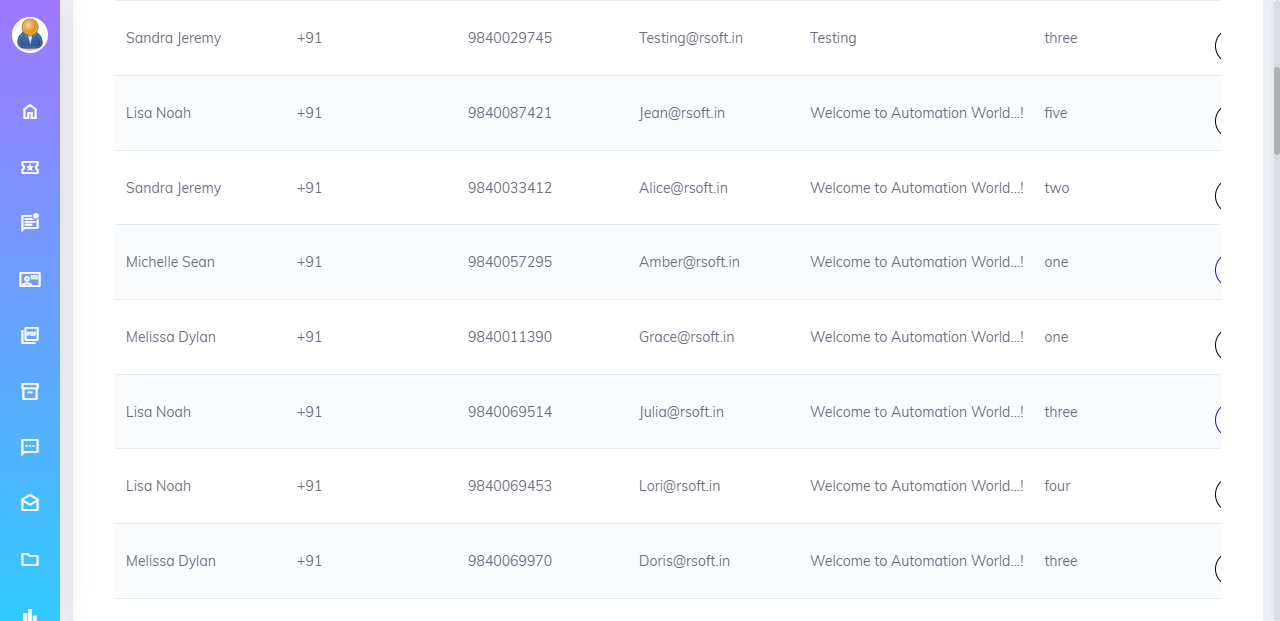 Sandra Jeremy +91 9840029745 Testing@rsoft.in Testing three
Lisa Noah +91 9840087421 Jean@rsoft.in Welcome to Automation World...! five
Sandra Jeremy +91 9840033412 Alice@rsoft.in Welcome to Automation World...! two
Michelle Sean +91 9840057295 Amber@rsoft.in Welcome to Automation World...! one
Melissa Dylan +91 9840011390 Grace@rsoft.in Welcome to Automation World...! one
Lisa Noah +91 9840069514 Julia@rsoft.in Welcome to Automation World...! three
Lisa Noah +91 9840069453 Lori@rsoft.in Welcome to Automation World...! four
Melissa Dylan +91 9840069970 Doris@rsoft.in Welcome to Automation World...! three